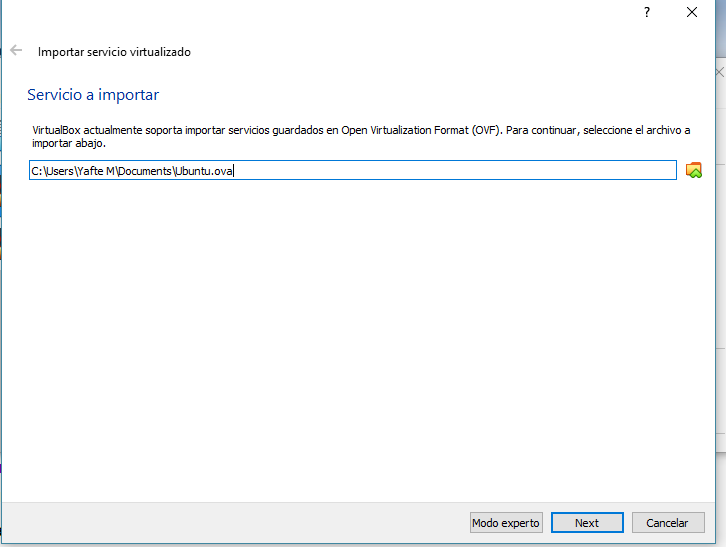 ?
Importar servicio virtualizado
Servicio a importar
VirtualBox actualmente soporta importar servicios guardados en Open Virtualization Format (OVF). Para continuar, seleccione el archivo a
importar abajo.
C:\Users\Yafte M\Documents\Ubuntu.ova
Modo experto Next Cancelar